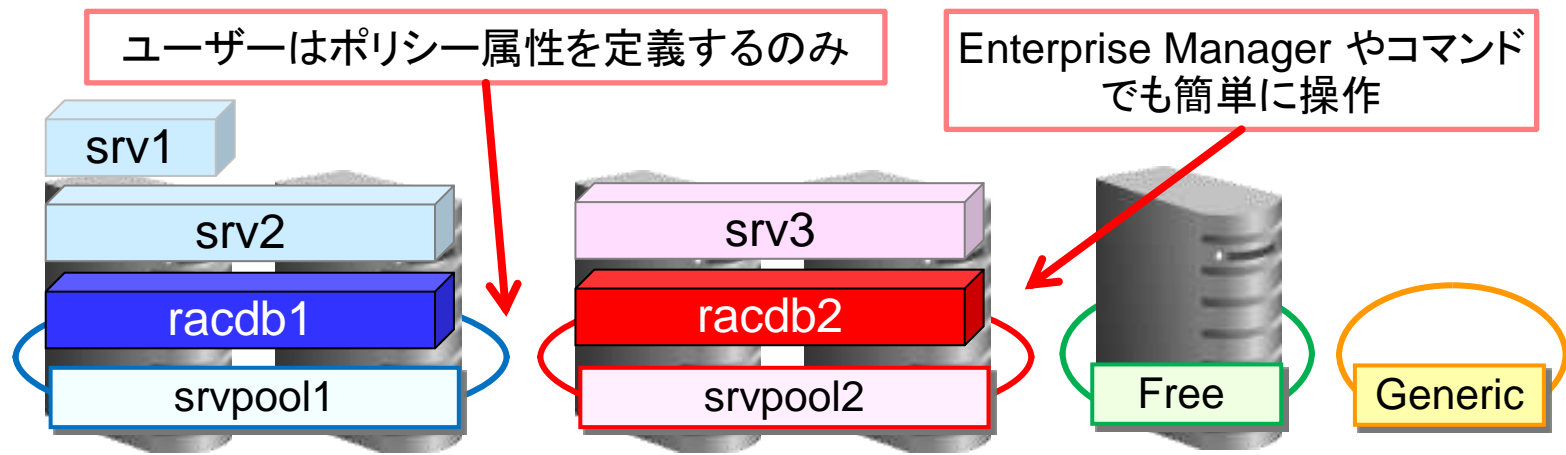 ユーザーはポリシー属性を定義するのみ
Enterprise Manager やコマンド
でも簡単に操作
srv1
srv2
srv3
racdb1
racdb2
srvpool1
srvpool2
Free
Generic